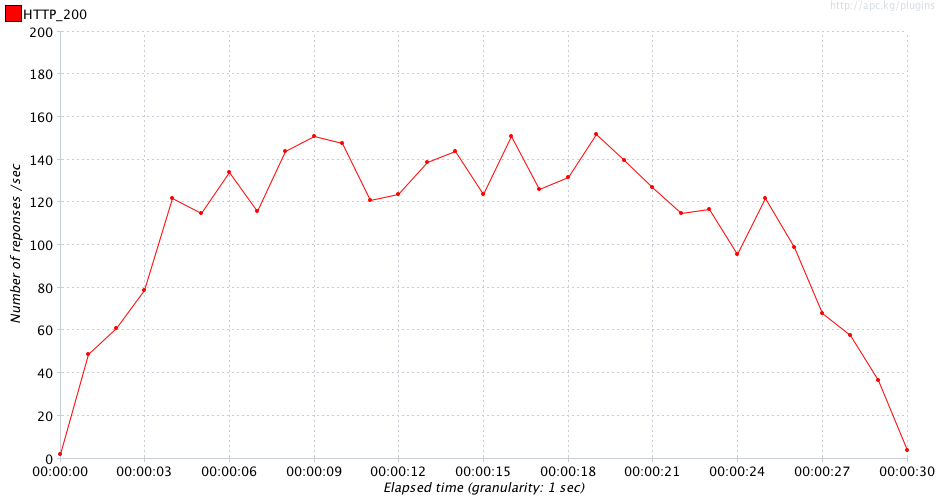 http://apc.kg/plugins
HTTP_200
200
180
160
140
120
100
80
60
40
20
0
Number of reponses /sec
00:00:00 00:00:03 00:00:06 00:00:09 00:00:12 00:00:15 00:00:18 00:00:21 00:00:24 00:00:27 00:00:30
Elapsed time (granularity: 1 sec)